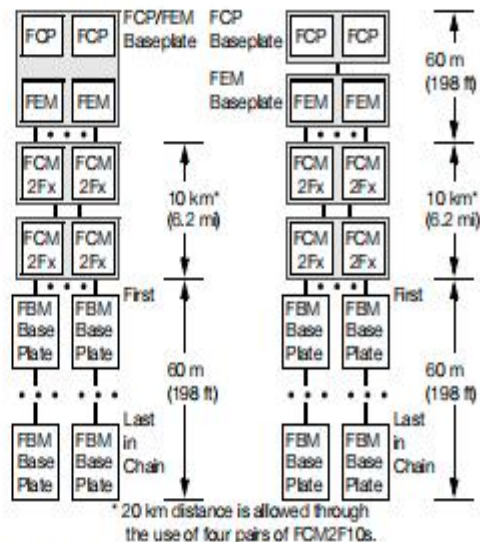 FCP FCP
FCP/FEM
Baseplate
FEM FEM
FCM
2Fx
FCM
2Fx
FCM
2Fx
FCM
2Fx
10 km*
(6.2 mi)
First
FBM
Base
Plate
FBM
Base
Plate
60 m
(198 ft)
Last
in
Chain
FBM
Base
Plate
FBM
Base
Plate
FCP
Baseplate
FCP FCP
60 m
(198 ft)
FEM
Baseplate
FEM FEM
FCM
2Fx
FCM
2Fx
FCM
2Fx
FCM
2Fx
10 km*
(6.2 mi)
First
FBM
Base
Plate
FBM
Base
Plate
60 m
(198 ft)
Last
in
Chain
FBM
Base
Plate
FBM
Base
Plate
* 20 km distance is allowed through
the use of four pairs of FCM2F10s.